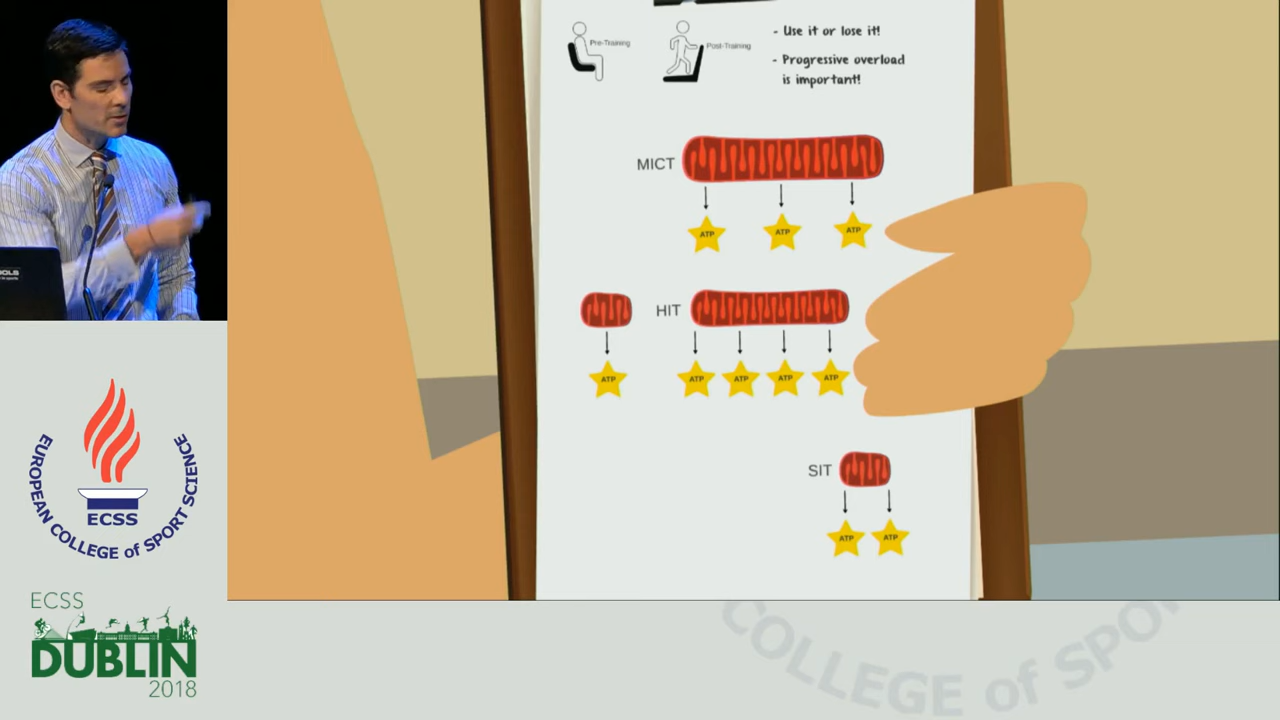 Pre-Training
Post-Training
- Use it or lose it!
- Progressive overload
is important!
MICT
ATP ATP ATP
HIT
ATP ATP ATP ATP ATP
SIT
ATP ATP
EUROPEAN COLLEGE of SPORT SCIENCE
ECSS
ECSS
DUBLIN
2018
COLLEGE of SPOR